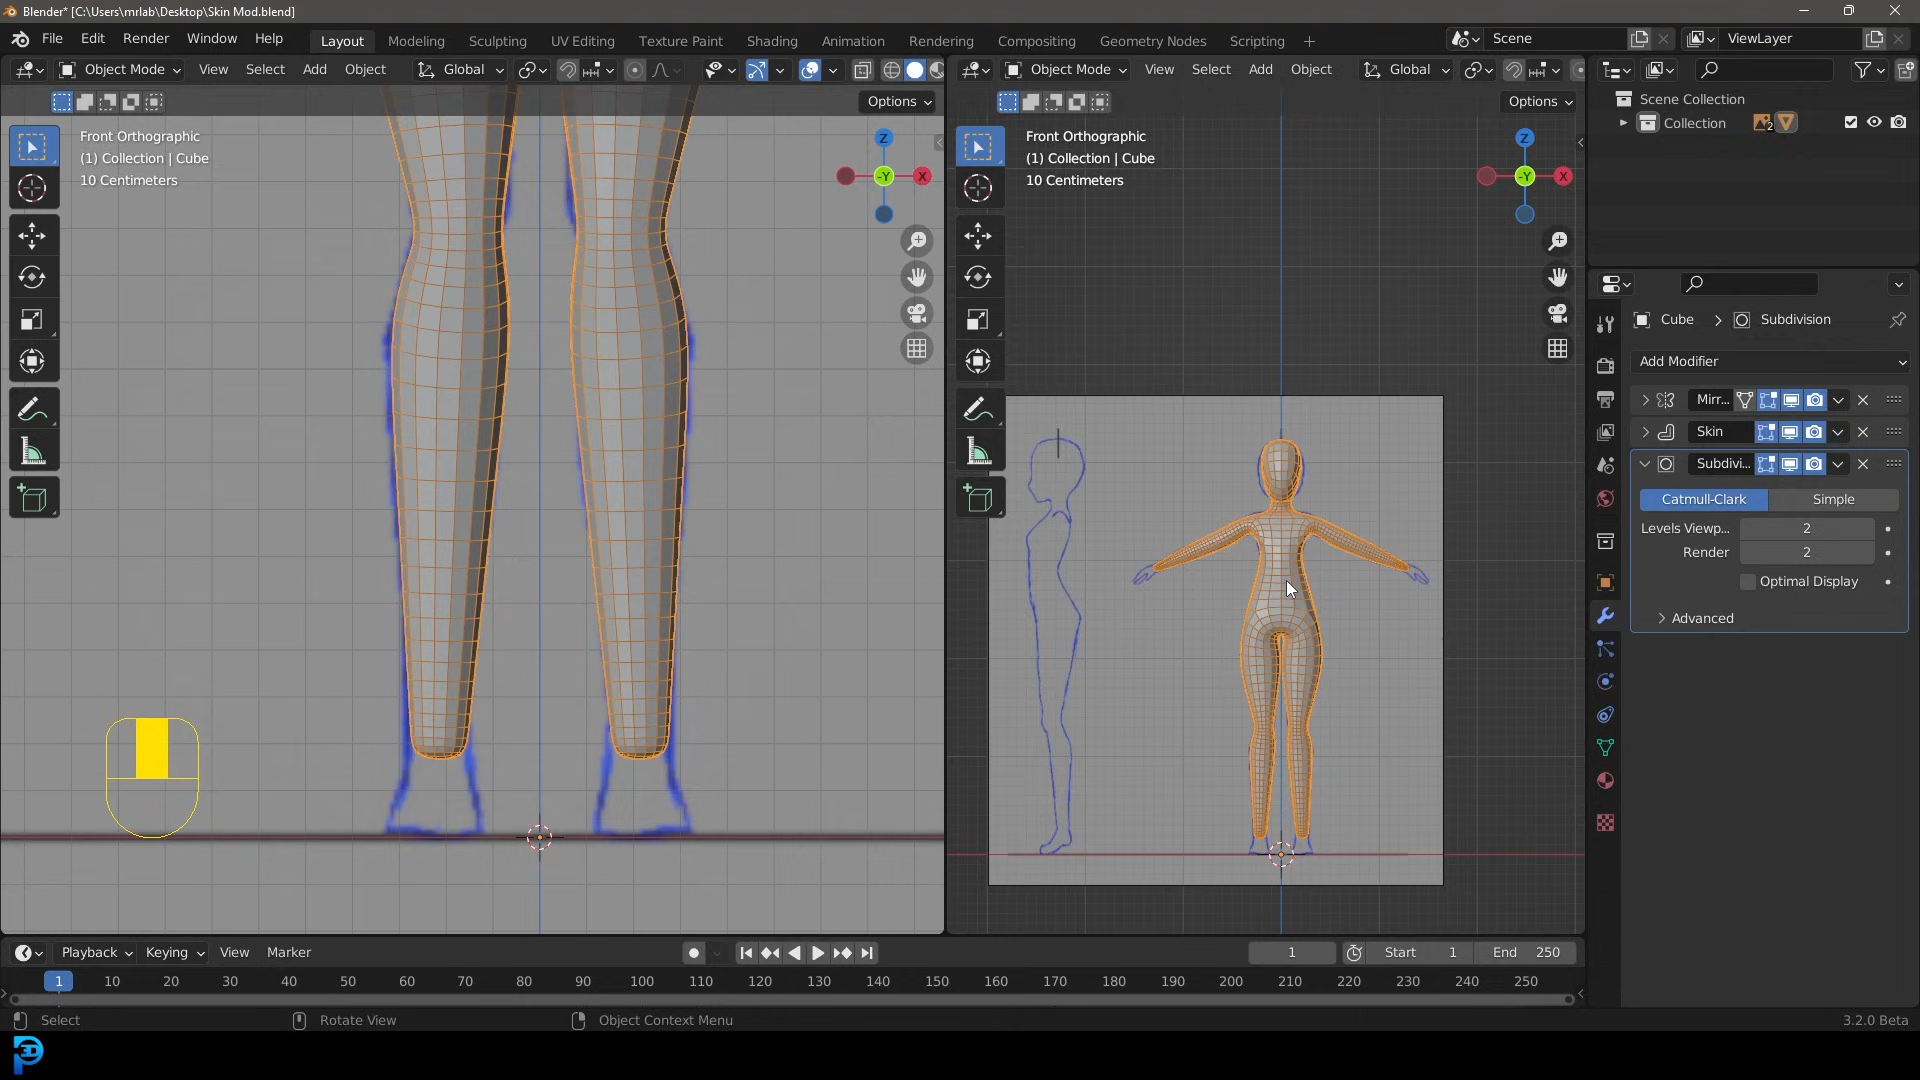 Blender* [C:\Users\mrlab\Desktop\Skin Mod.blend]
File Edit Render Window Help
Layout Modeling Sculpting UV Editing Texture Paint Shading Animation Rendering Compositing Geometry Nodes Scripting +
Scene ViewLayer
Object Mode View Select Add Object Global
Options
Front Orthographic
(1) Collection | Cube
10 Centimeters
Z
-Y X
Object Mode View Select Add Object Global
Options
Front Orthographic
(1) Collection | Cube
10 Centimeters
Z
-Y X
Scene Collection
Collection 2
Cube > Subdivision
Add Modifier
Mirr...
Skin
Subdivi...
Catmull-Clark Simple
Levels Viewp... 2
Render 2
Optimal Display
Advanced
Playback Keying View Marker
1 Start 1 End 250
1 10 20 30 40 50 60 70 80 90 100 110 120 130 140 150 160 170 180 190 200 210 220 230 240 250
Select Rotate View Object Context Menu 3.2.0 Beta
3D